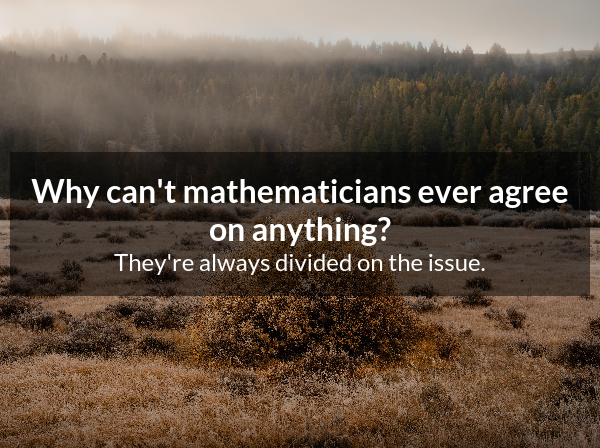 Why can't mathematicians ever agree
on anything?
They're always divided on the issue.